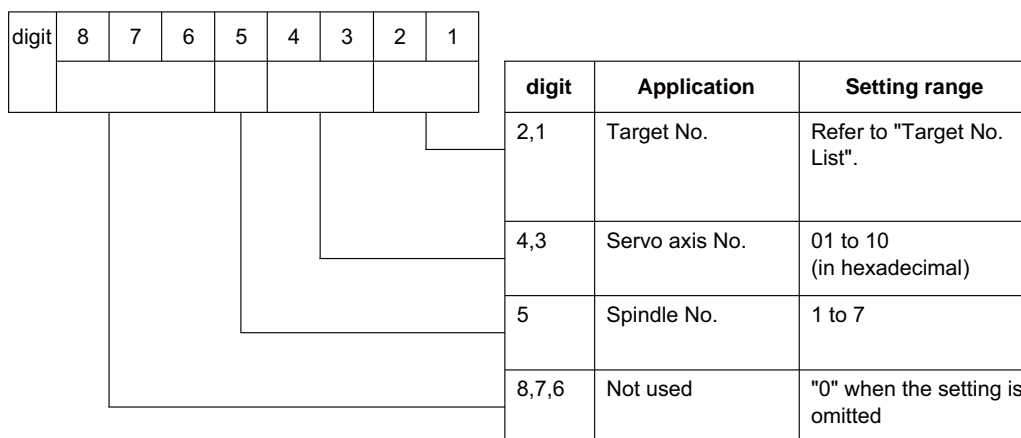 digit 8 7 6 5 4 3 2 1
digit Application Setting range
2,1 Target No. Refer to "Target No.
List".
4,3 Servo axis No. 01 to 10
(in hexadecimal)
5 Spindle No. 1 to 7
8,7,6 Not used "0" when the setting is
omitted